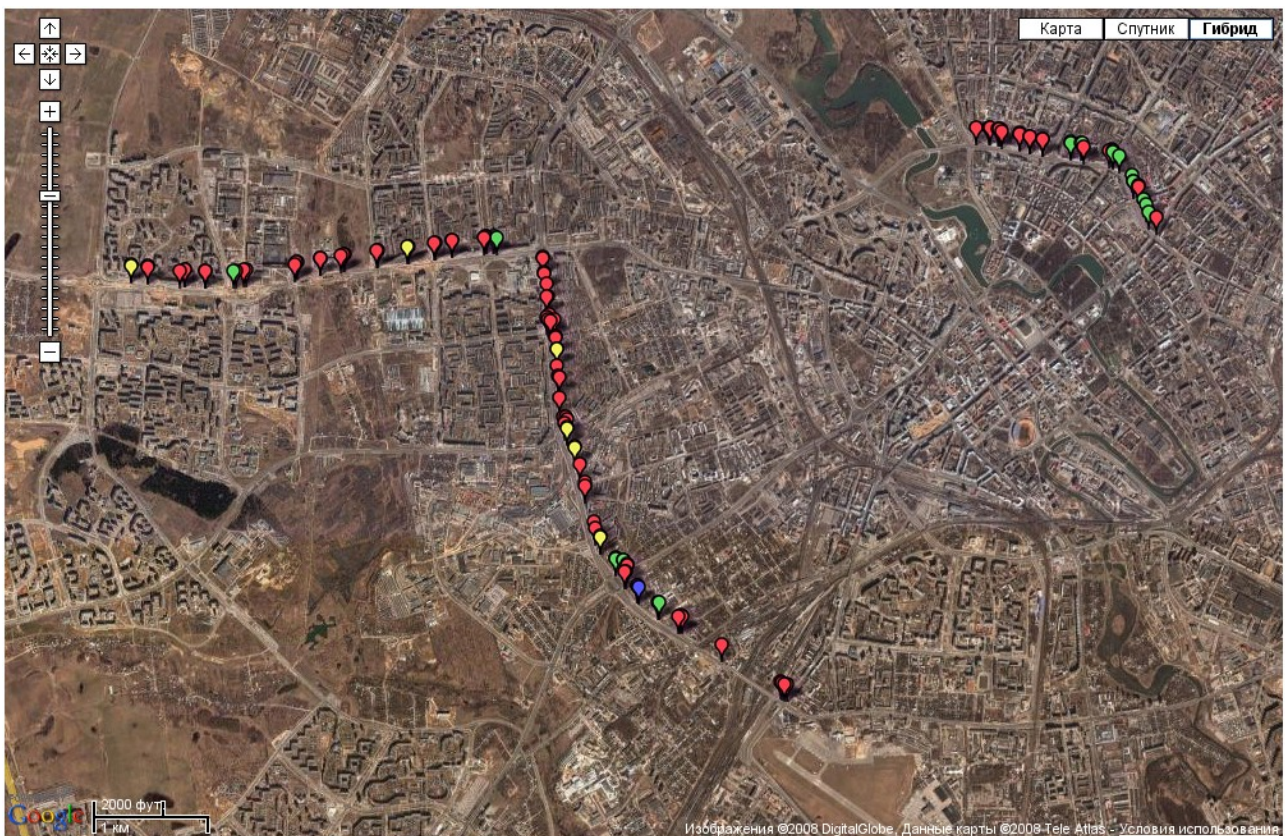 Карта Спутник Гибрид
Google
2000 фут
1 км
Изображения ©2008 DigitalGlobe, Данные карты ©2008 Tele Atlas - Условия использования